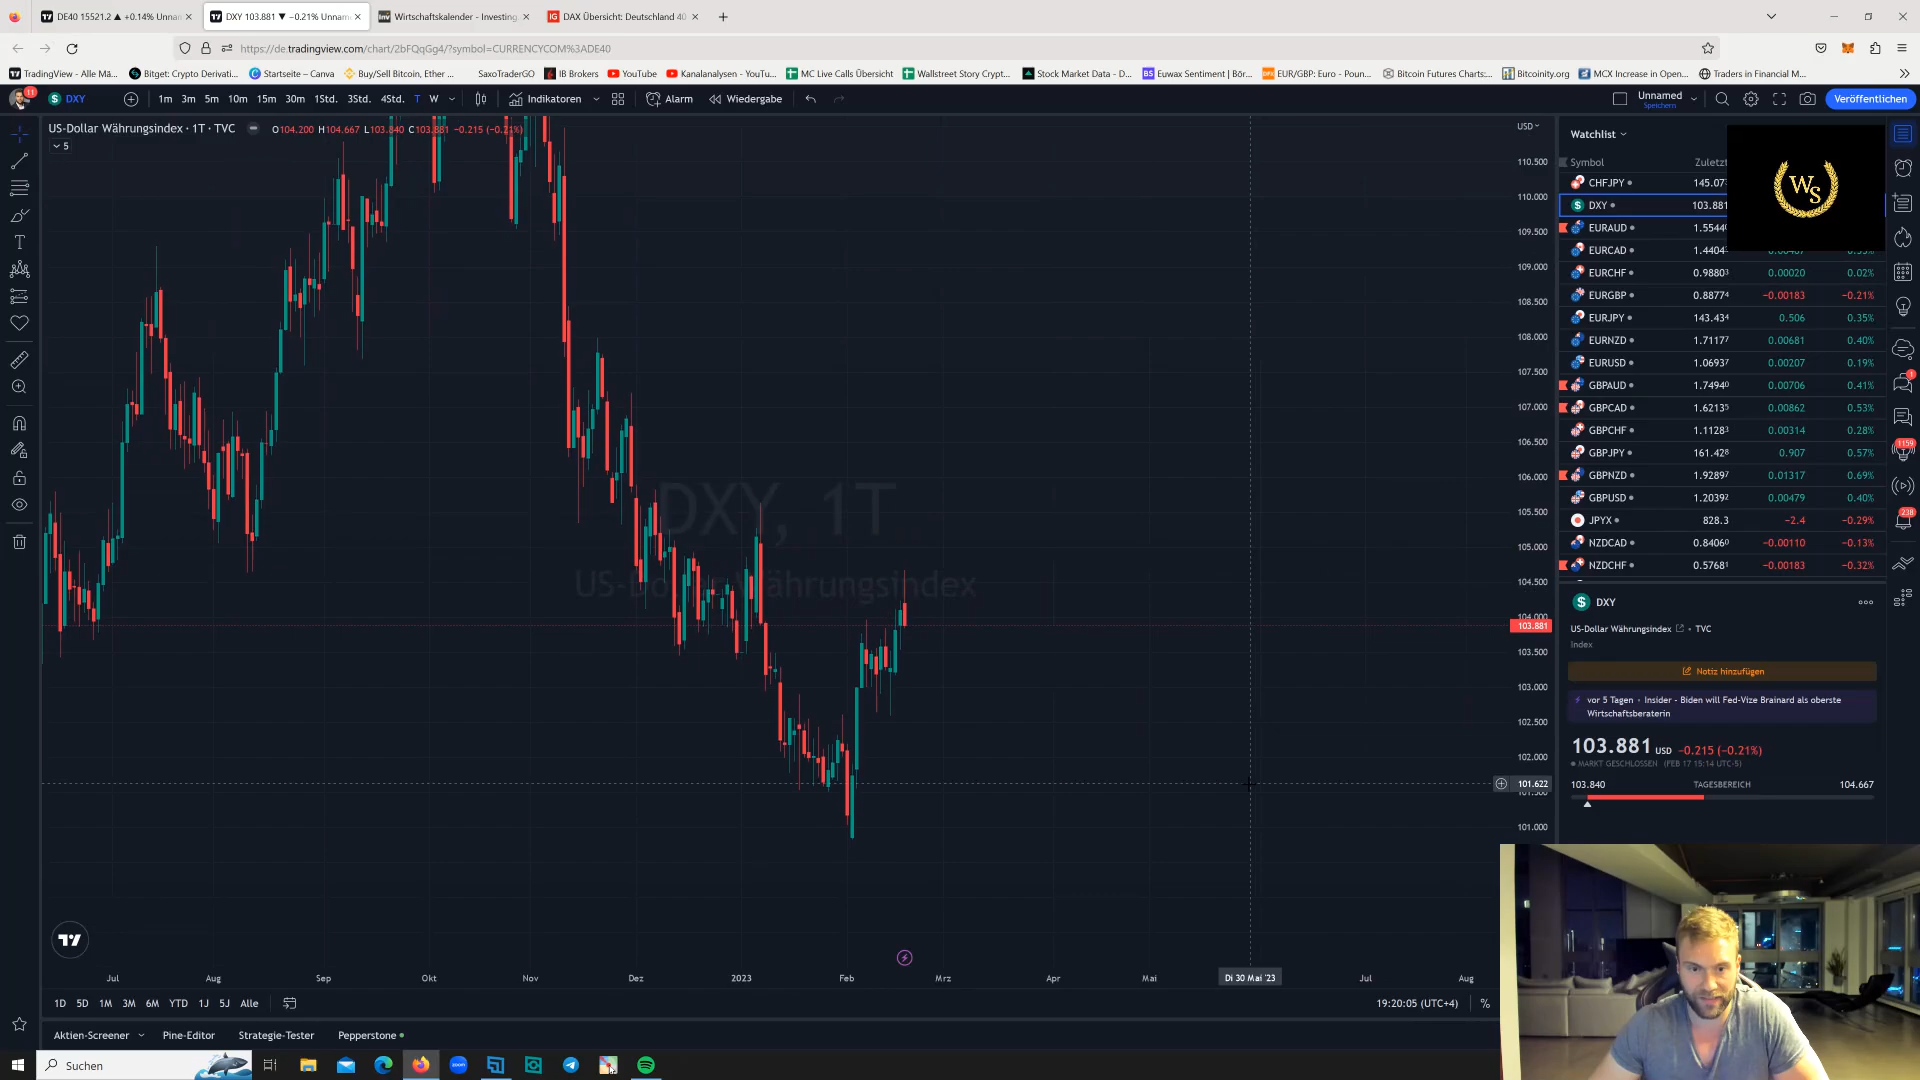 DE40 15521.2 ▲ +0.14% Unnan
DXY 103.881 ▼ −0.21% Unnam
Wirtschaftskalender - Investing
DAX Übersicht: Deutschland 40
https://de.tradingview.com/chart/2bFQqGg4/?symbol=CURRENCYCOM%3ADE40
TradingView - Alle Mä...
Bitget: Crypto Derivati...
Startseite – Canva
Buy/Sell Bitcoin, Ether ...
SaxoTraderGO
IB Brokers
YouTube
Kanalanalysen - YouTu...
MC Live Calls Übersicht
Wallstreet Story Crypt...
Stock Market Data - D...
Euwax Sentiment | Bör...
EUR/GBP: Euro - Poun...
Bitcoin Futures Charts:...
Bitcoinity.org
MCX Increase in Open...
Traders in Financial M...
11
DXY
1m 3m 5m 10m 15m 30m 1Std. 3Std. 4Std. T W
Indikatoren
Alarm
Wiedergabe
Unnamed
Speichern
Veröffentlichen
US-Dollar Währungsindex · 1T · TVC
O104.200 H104.667 L103.840 C103.881 −0.215 (−0.21%)
5
USD
110.500
110.000
109.500
109.000
108.500
108.000
107.500
107.000
106.500
106.000
105.500
105.000
104.500
104.000
103.881
103.500
103.000
102.500
102.000
101.622
101.500
101.000
DXY, 1T
US-Dollar Währungsindex
Jul Aug Sep Okt Nov Dez 2023 Feb Mrz Apr Mai Di 30 Mai '23 Jul Aug
1D 5D 1M 3M 6M YTD 1J 5J Alle
19:20:05 (UTC+4)
%
Aktien-Screener
Pine-Editor
Strategie-Tester
Pepperstone
Watchlist
Symbol Zuletzt
CHFJPY 145.07
DXY 103.881
EURAUD 1.5544
EURCAD 1.4404
EURCHF 0.98803 0.00020 0.02%
EURGBP 0.88774 −0.00183 −0.21%
EURJPY 143.434 0.506 0.35%
EURNZD 1.71177 0.00681 0.40%
EURUSD 1.06937 0.00207 0.19%
GBPAUD 1.74940 0.00706 0.41%
GBPCAD 1.62135 0.00862 0.53%
GBPCHF 1.11283 0.00314 0.28%
GBPJPY 161.428 0.907 0.57%
GBPNZD 1.92897 0.01317 0.69%
GBPUSD 1.20392 0.00479 0.40%
JPYX 828.3 −2.4 −0.29%
NZDCAD 0.84060 −0.00110 −0.13%
NZDCHF 0.57681 −0.00183 −0.32%
WS
1
1159
238
DXY
US-Dollar Währungsindex • TVC
Index
Notiz hinzufügen
vor 5 Tagen · Insider - Biden will Fed-Vize Brainard als oberste
Wirtschaftsberaterin
103.881 USD −0.215 (−0.21%)
MARKT GESCHLOSSEN (FEB 17 15:14 UTC-5)
103.840 TAGESBEREICH 104.667
Suchen
zoom